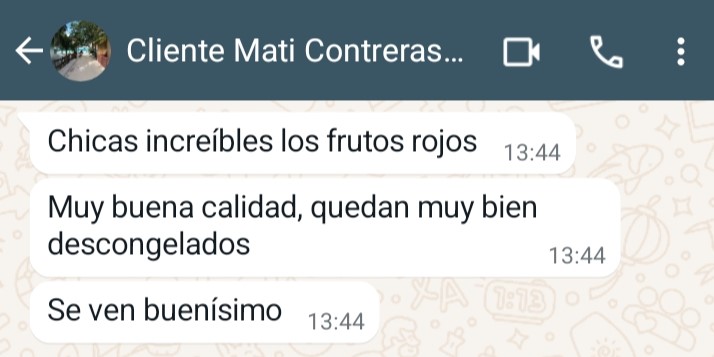 Cliente Mati Contreras...
Chicas increíbles los frutos rojos 13:44
Muy buena calidad, quedan muy bien
descongelados 13:44
Se ven buenísimo 13:44